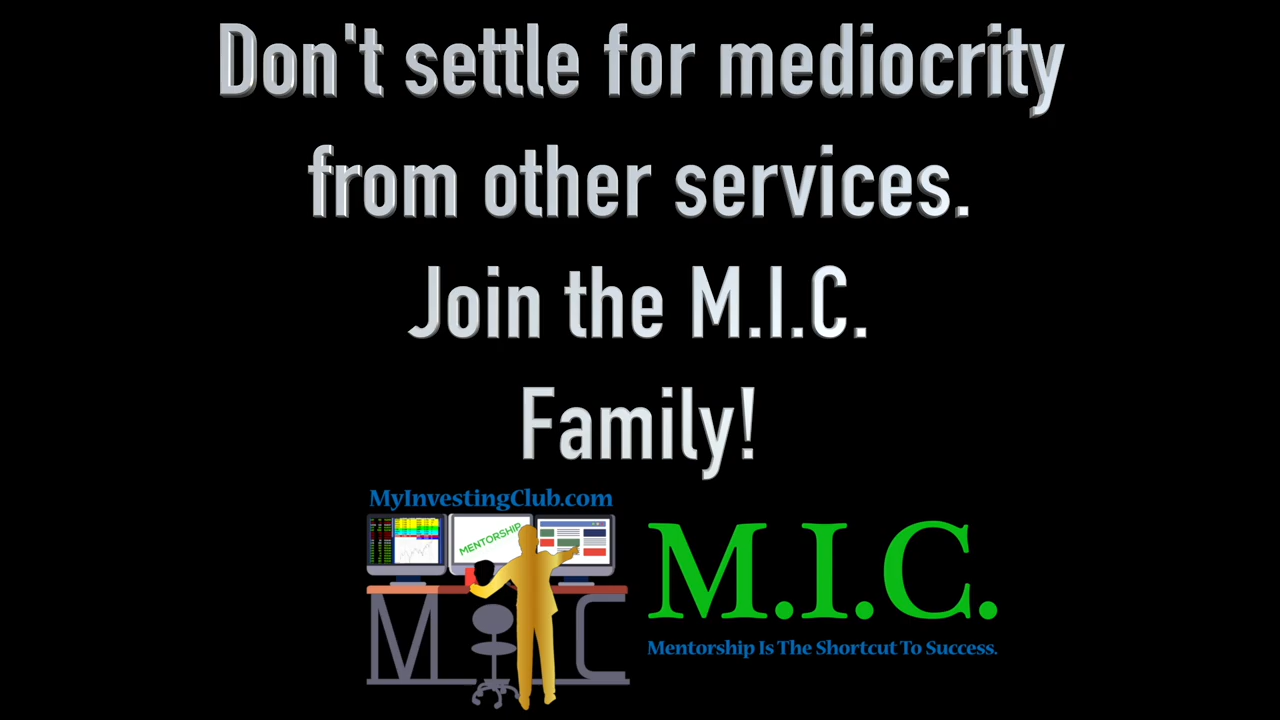 Don't settle for mediocrity
from other services.
Join the M.I.C.
Family!
MyInvestingClub.com
MENTORSHIP
M.I.C.
Mentorship Is The Shortcut To Success.
MIC